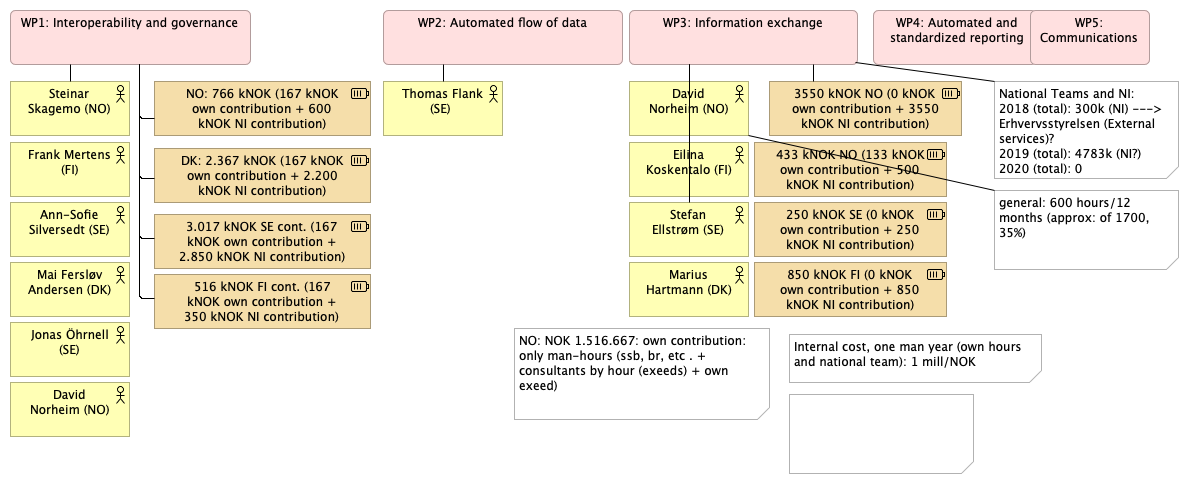 WP1: Interoperability and governance
WP2: Automated flow of data
WP3: Information exchange
WP4: Automated and
standardized reporting
WP5:
Communications
Steinar
Skagemo (NO)
Frank Mertens
(FI)
Ann-Sofie
Silversedt (SE)
Mai Fersløv
Andersen (DK)
Jonas Öhrnell
(SE)
David
Norheim (NO)
NO: 766 kNOK (167 kNOK
own contribution + 600
kNOK NI contribution)
DK: 2.367 kNOK (167 kNOK
own contribution + 2.200
kNOK NI contribution)
3.017 kNOK SE cont. (167
kNOK own contribution +
2.850 kNOK NI contribution)
516 kNOK FI cont. (167
kNOK own contribution +
350 kNOK NI contribution)
Thomas Flank
(SE)
David
Norheim (NO)
Eilina
Koskentalo (FI)
Stefan
Ellstrøm (SE)
Marius
Hartmann (DK)
3550 kNOK NO (0 kNOK
own contribution + 3550
kNOK NI contribution)
433 kNOK NO (133 kNOK
own contribution + 500
kNOK NI contribution)
250 kNOK SE (0 kNOK
own contribution + 250
kNOK NI contribution)
850 kNOK FI (0 kNOK
own contribution + 850
kNOK NI contribution)
National Teams and NI:
2018 (total): 300k (NI) --->
Erhvervsstyrelsen (External
services)?
2019 (total): 4783k (NI?)
2020 (total): 0
general: 600 hours/12
months (approx: of 1700,
35%)
NO: NOK 1.516.667: own contribution:
only man-hours (ssb, br, etc . +
consultants by hour (exeeds) + own
exeed)
Internal cost, one man year (own hours
and national team): 1 mill/NOK